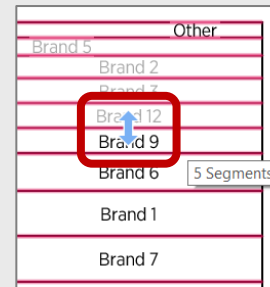 Other
Brand 5
Brand 2
Brand 3
Brand 12
Brand 9
Brand 6
5 Segments
Brand 1
Brand 7